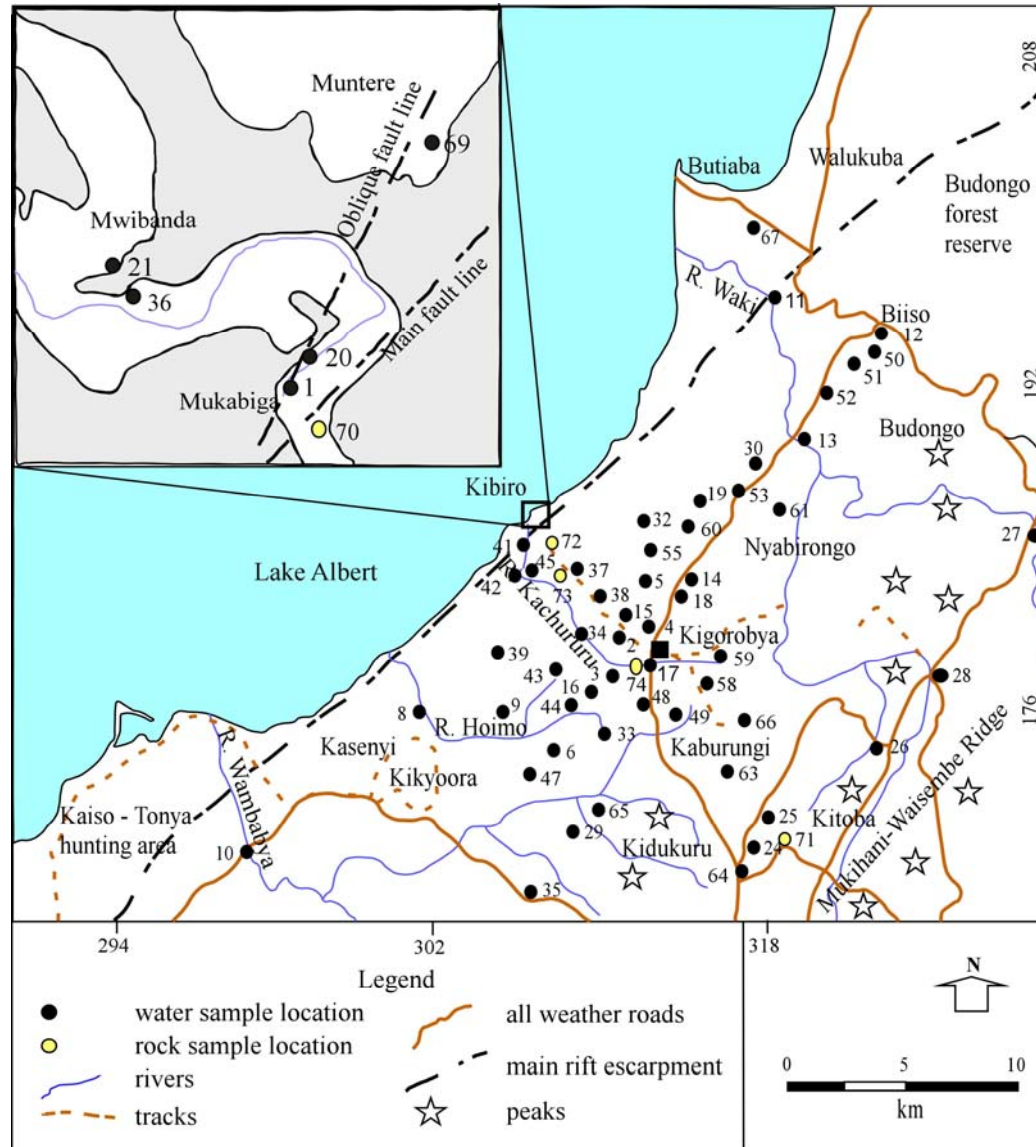 Muntere
69
Oblique fault line
Mwibanda
21
36
Main fault line
20
1
Mukabiga
70
208
Butiaba
Walukuba
Budongo
forest
reserve
67
R. Waki
11
Biiso
12
50
51
192
52
Budongo
13
30
Kibiro
19
53
61
27
32
60
Nyabirongo
41
72
55
Lake Albert
45
37
42
73
5
14
38
18
R. Kachururu
15
4
34
2
Kigorobya
39
59
43
3
74
17
28
58
16
48
176
8
9
44
49
66
R. Hoimo
33
Kaburungi
26
R. Wambabya
Kasenyi
6
Kikyoora
47
63
Mukihani-Waisembe Ridge
Kaiso - Tonya
hunting area
65
25
Kitoba
29
Kidukuru
71
10
24
64
35
294
302
318
Legend
N
water sample location
all weather roads
rock sample location
main rift escarpment
rivers
tracks
peaks
0
5
10
km